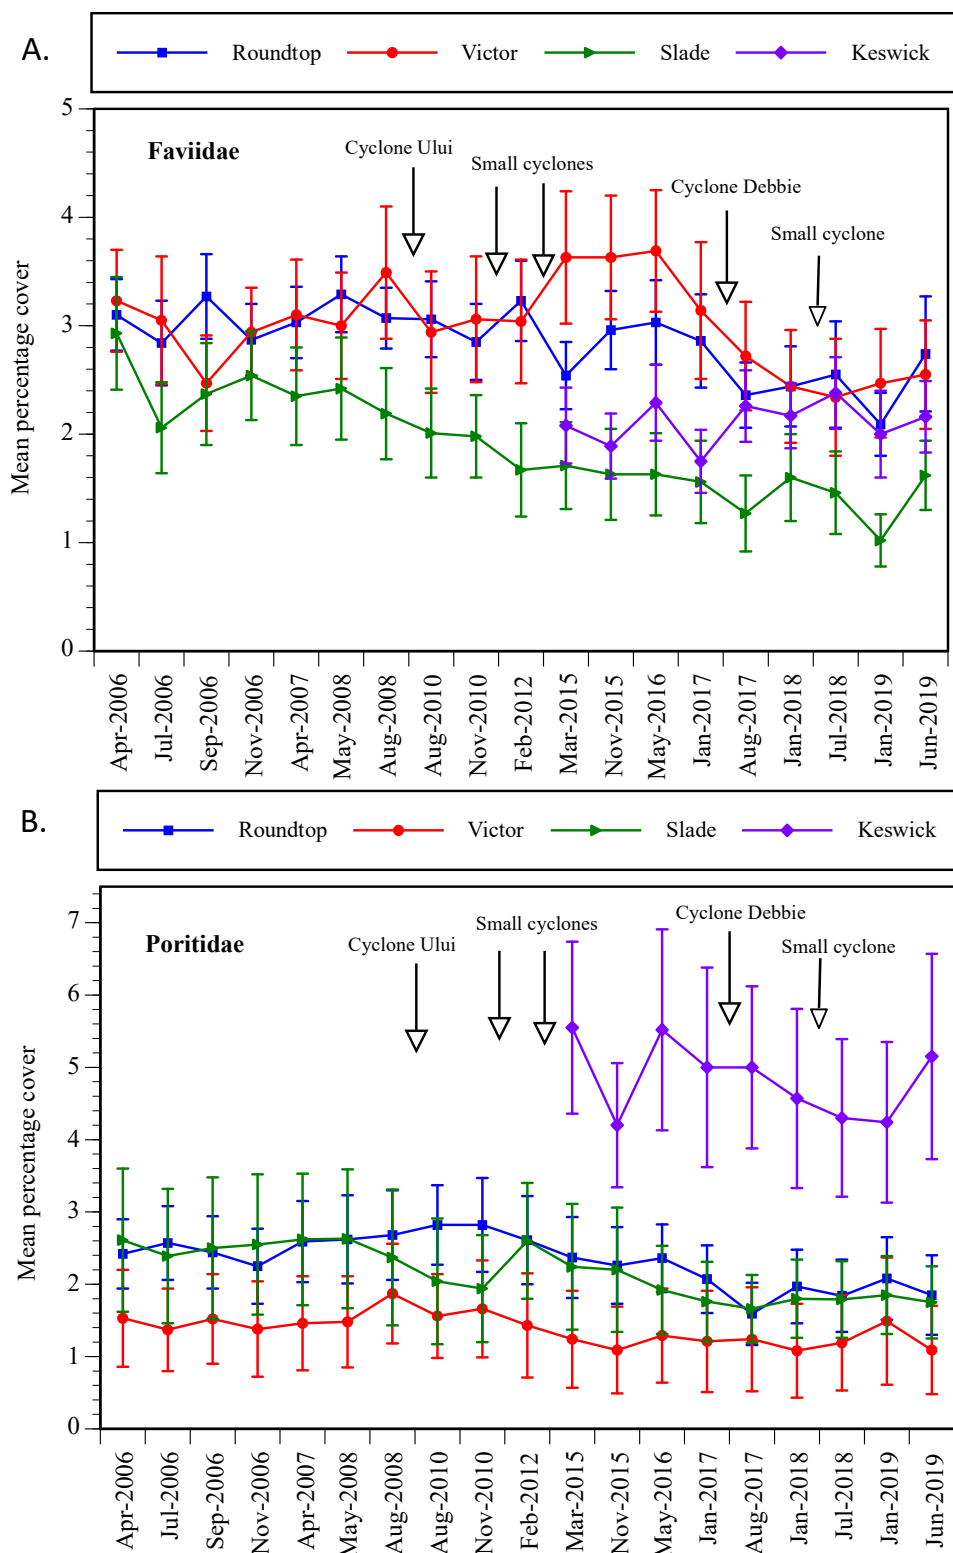 A.
Roundtop Victor Slade Keswick
Faviidae
Cyclone Ului
Small cyclones
Cyclone Debbie
Small cyclone
Mean percentage cover
5
4
3
2
1
0
Apr-2006
Jul-2006
Sep-2006
Nov-2006
Apr-2007
May-2008
Aug-2008
Aug-2010
Nov-2010
Feb-2012
Mar-2015
Nov-2015
May-2016
Jan-2017
Aug-2017
Jan-2018
Jul-2018
Jan-2019
Jun-2019
B.
Roundtop Victor Slade Keswick
Poritidae
Cyclone Ului
Small cyclones
Cyclone Debbie
Small cyclone
Mean percentage cover
7
6
5
4
3
2
1
0
Apr-2006
Jul-2006
Sep-2006
Nov-2006
Apr-2007
May-2008
Aug-2008
Aug-2010
Nov-2010
Feb-2012
Mar-2015
Nov-2015
May-2016
Jan-2017
Aug-2017
Jan-2018
Jul-2018
Jan-2019
Jun-2019